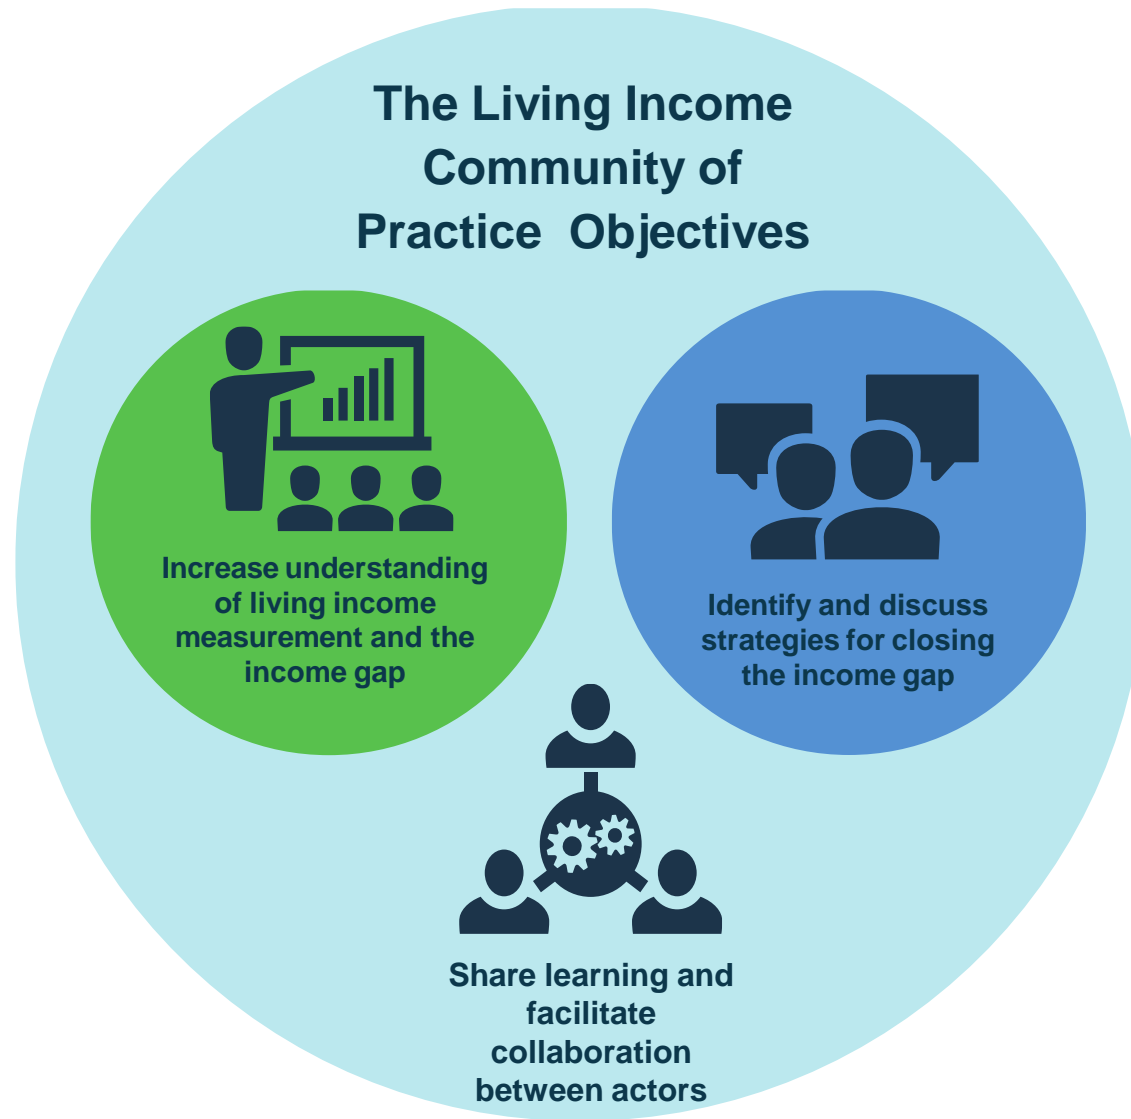 The Living Income
Community of
Practice  Objectives
Increase understanding
of living income
measurement and the
income gap
Identify and discuss
strategies for closing
the income gap
Share learning and
facilitate
collaboration
between actors